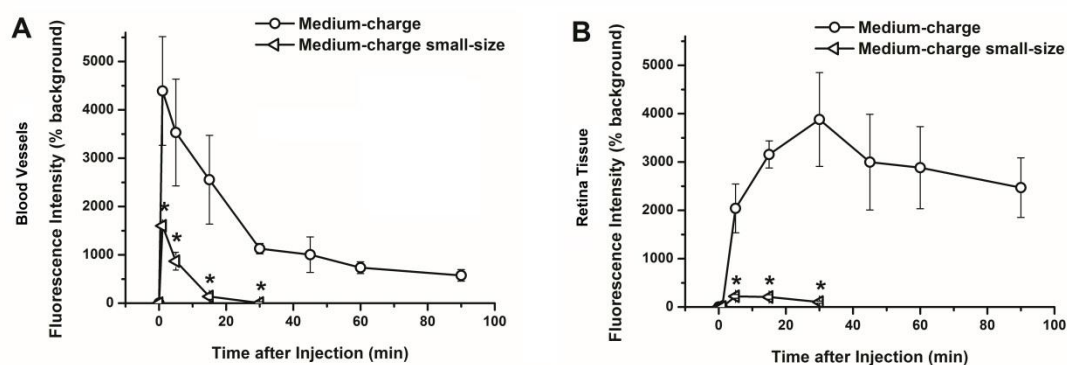 A
Medium-charge
Medium-charge small-size
Blood Vessels
Fluorescence Intensity (% background)
5000
4000
3000
2000
1000
0
*
*
*
*
0
20
40
60
80
100
Time after Injection (min)
B
Medium-charge
Medium-charge small-size
Retina Tissue
Fluorescence Intensity (% background)
5000
4000
3000
2000
1000
0
*
*
*
0
20
40
60
80
100
Time after Injection (min)